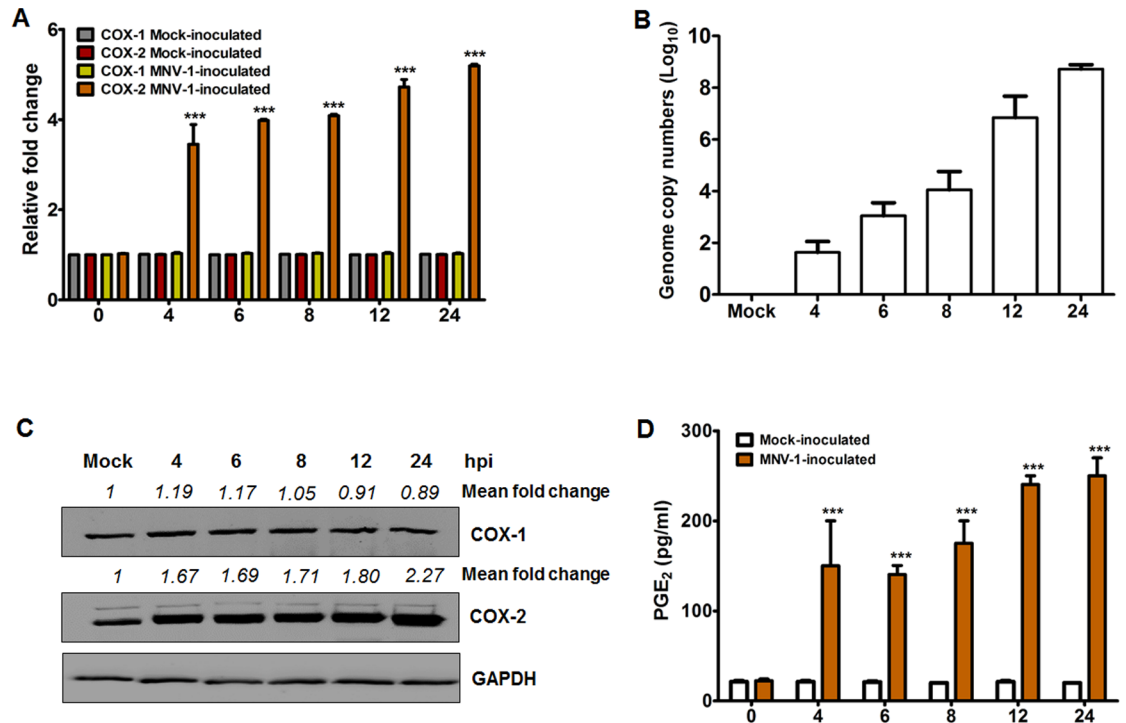 A
COX-1 Mock-inoculated
COX-2 Mock-inoculated
COX-1 MNV-1-inoculated
COX-2 MNV-1-inoculated
Relative fold change
6
4
2
0
*** *** *** *** ***
0 4 6 8 12 24
B
Genome copy numbers (Log10)
10
8
6
4
2
0
Mock 4 6 8 12 24
C
Mock 4 6 8 12 24 hpi
1 1.19 1.17 1.05 0.91 0.89 Mean fold change
COX-1
1 1.67 1.69 1.71 1.80 2.27 Mean fold change
COX-2
GAPDH
D
Mock-inoculated
MNV-1-inoculated
PGE2 (pg/ml)
300
200
100
0
*** *** *** *** ***
0 4 6 8 12 24